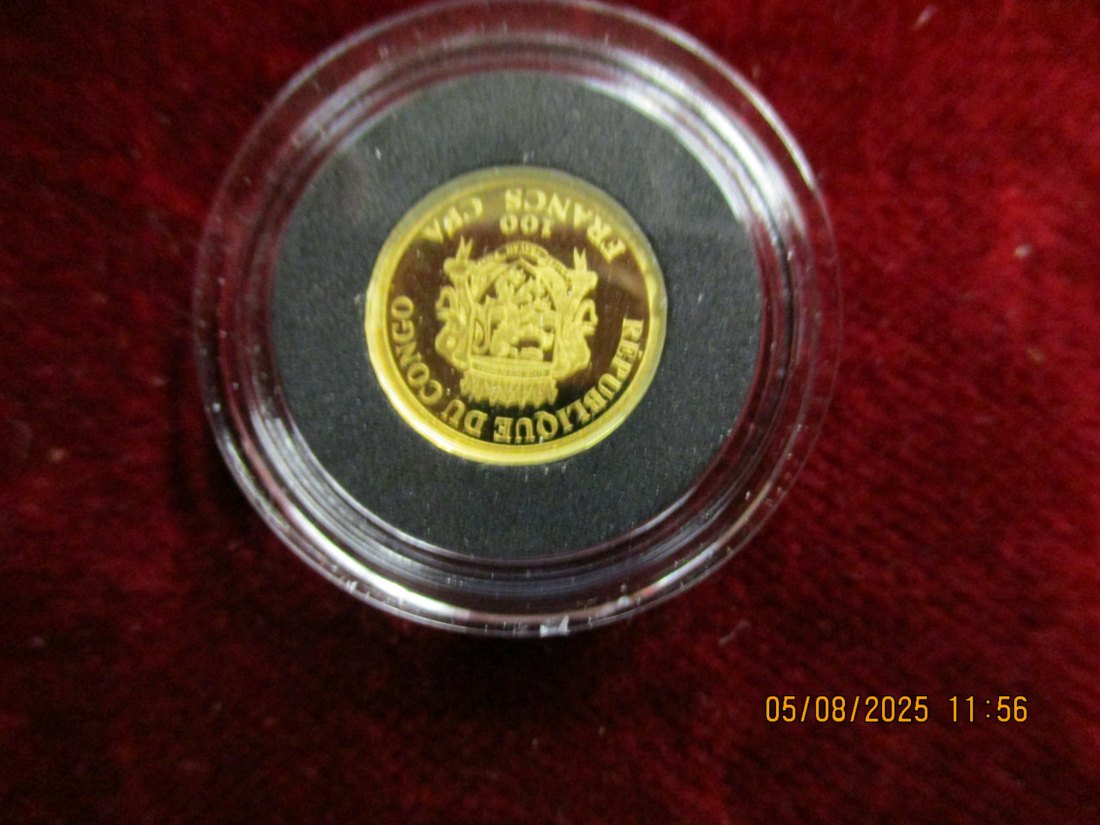 RÉPUBLIQUE DU CONGO
100
FRANCS CFA
05/08/2025 11:56